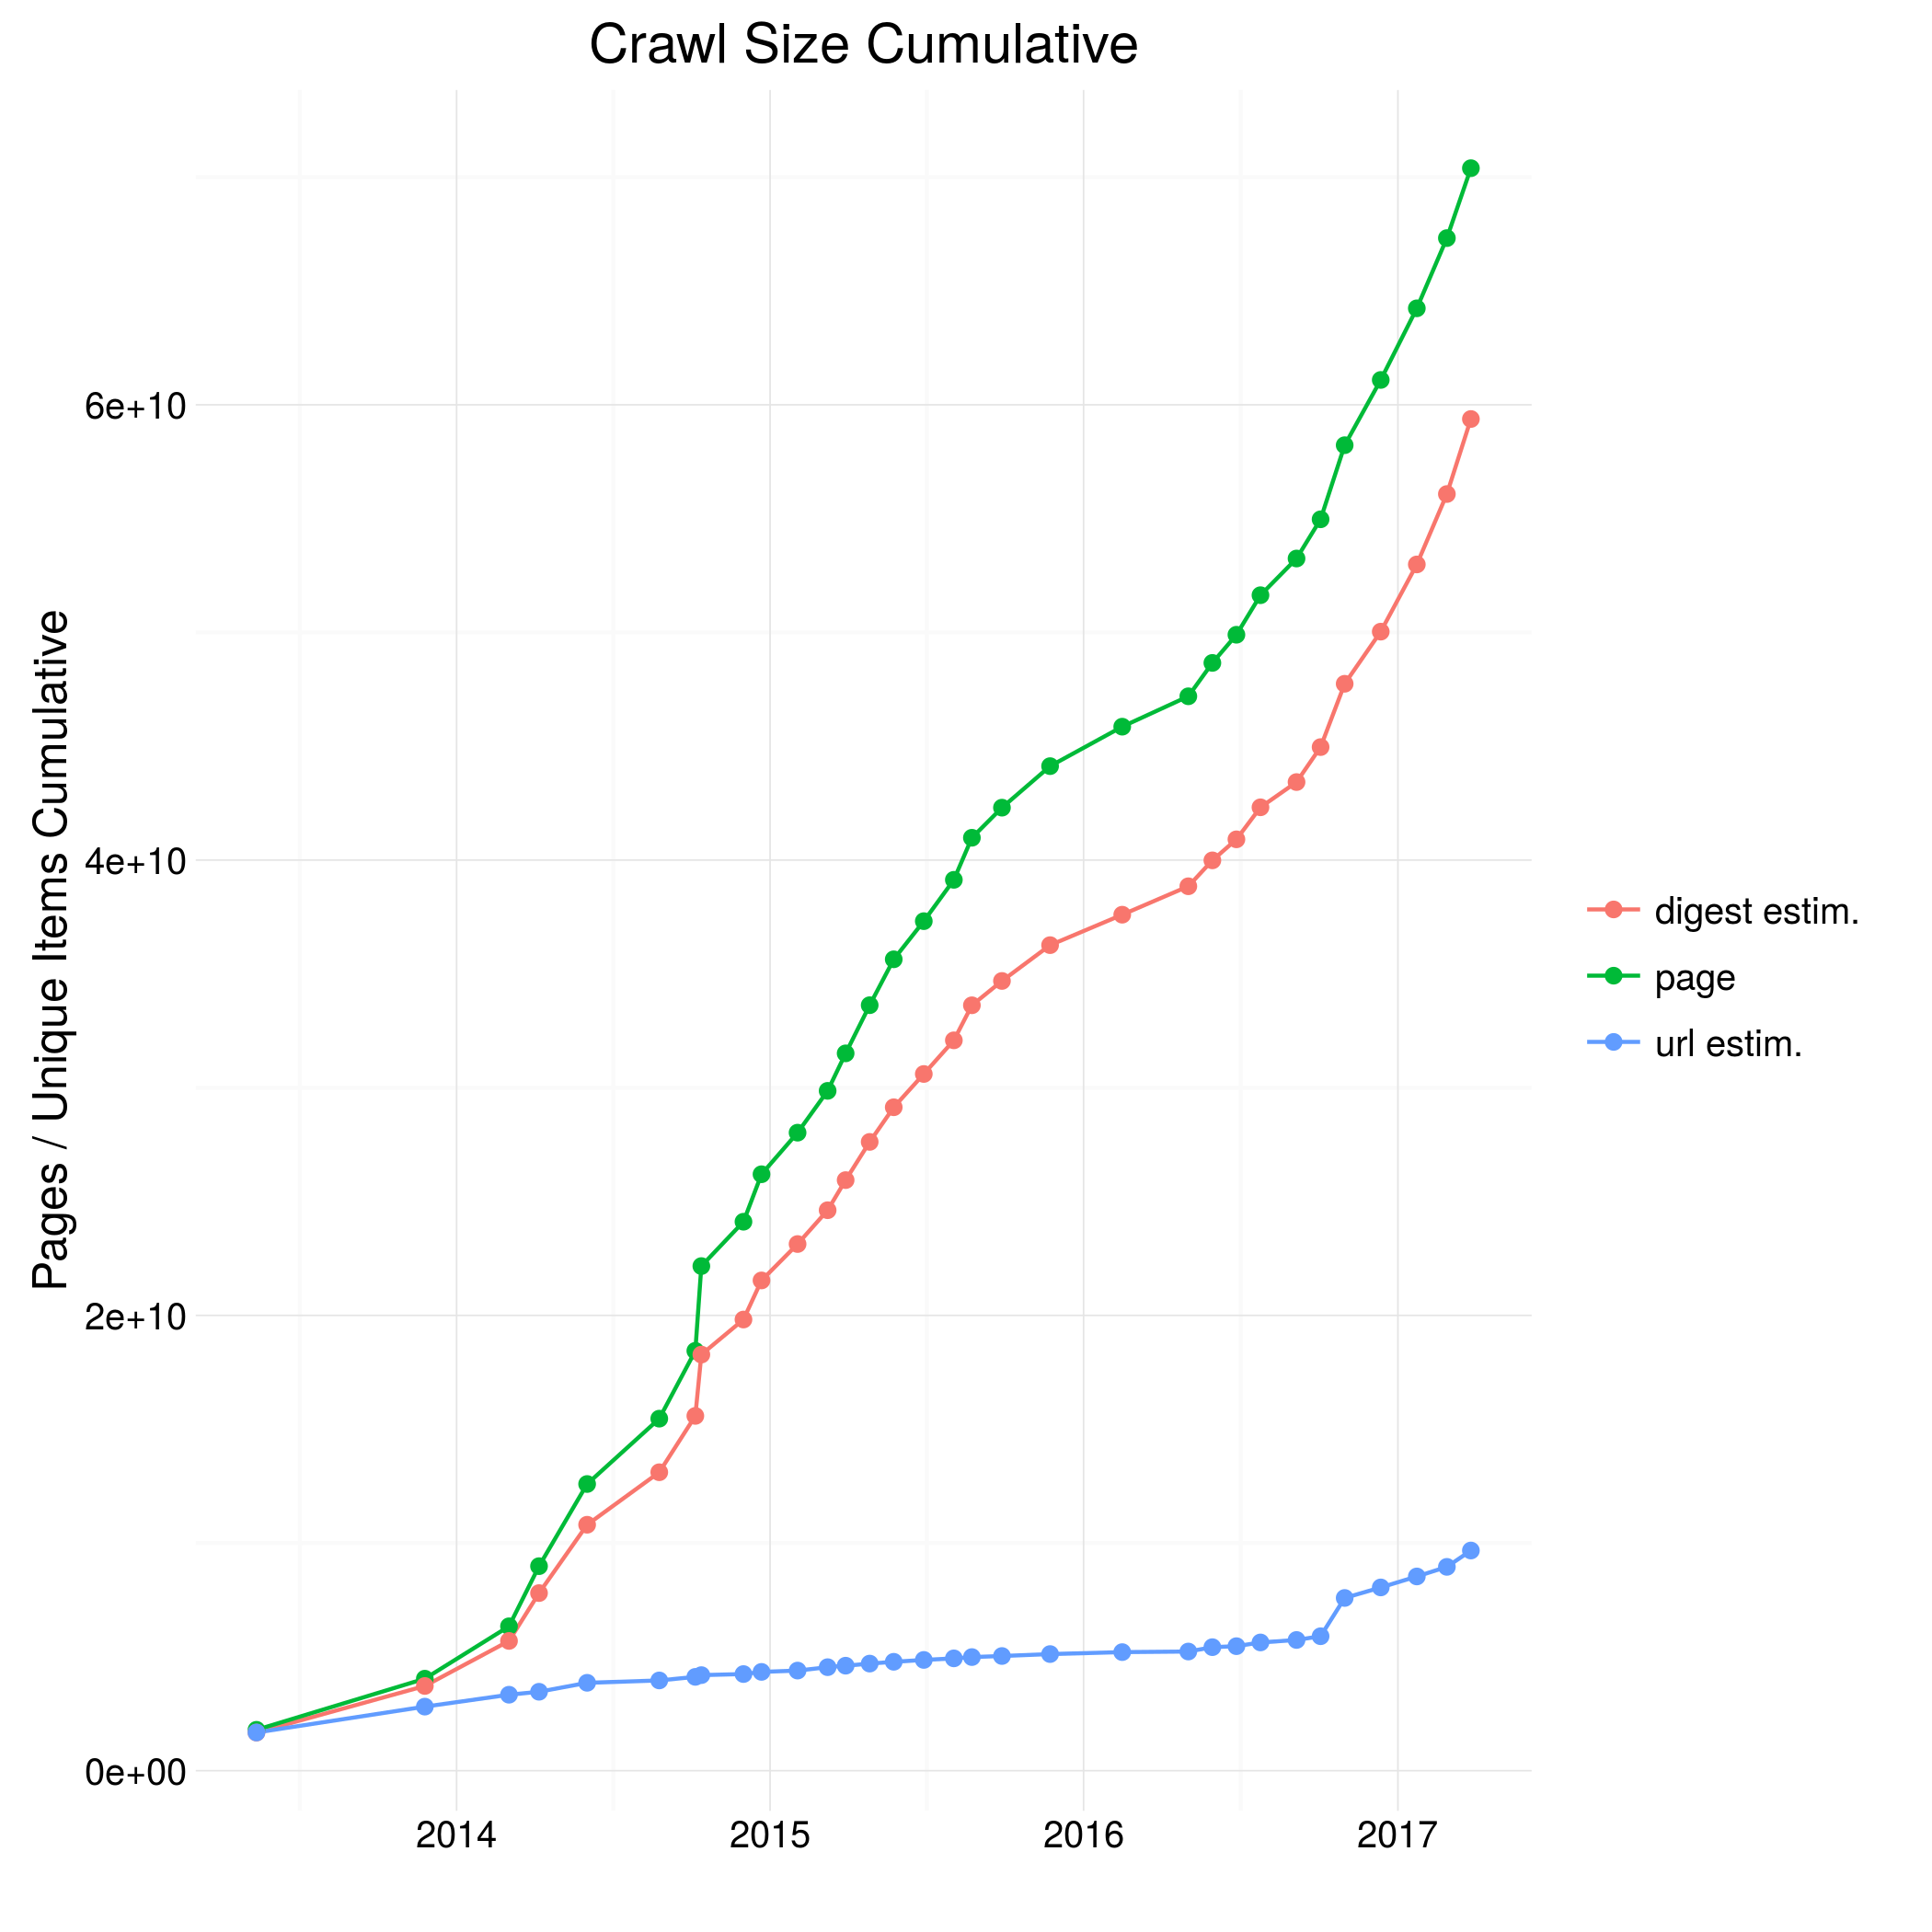 Crawl Size Cumulative
Pages / Unique Items Cumulative
6e+10
4e+10
2e+10
0e+00
2014 2015 2016 2017
digest estim.
page
url estim.